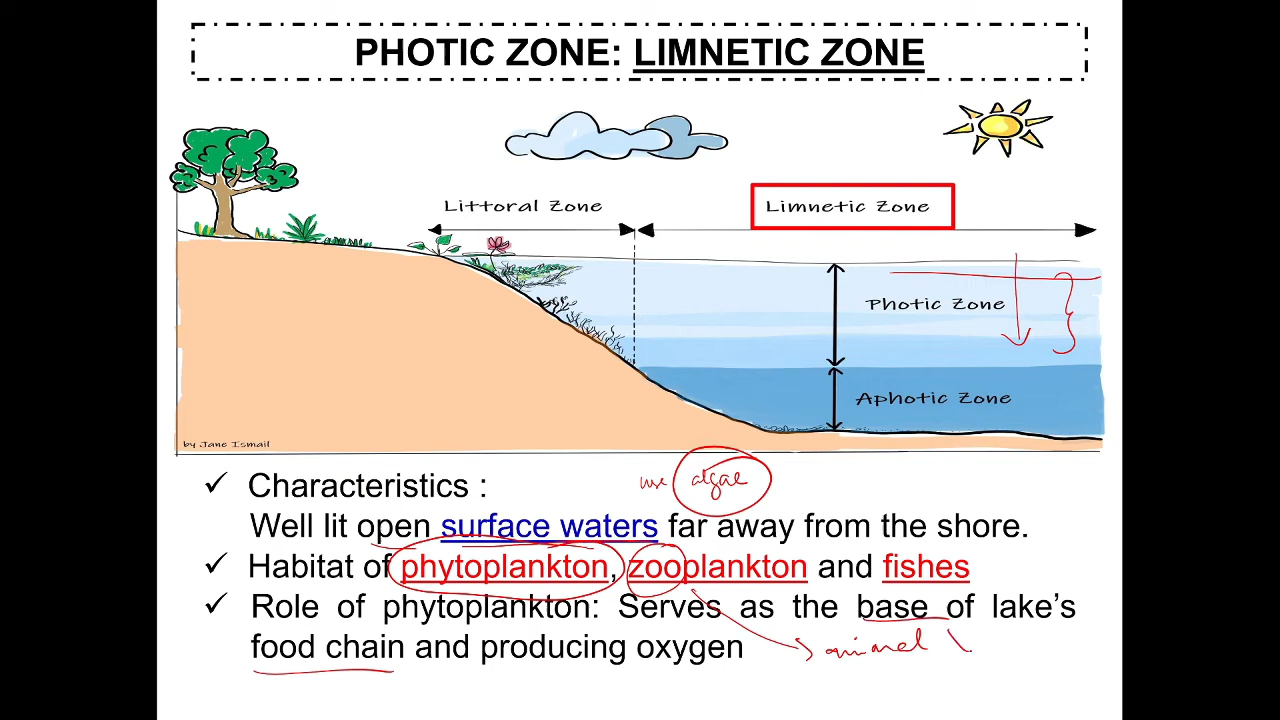 PHOTIC ZONE: LIMNETIC ZONE
Littoral Zone
Limnetic Zone
Photic Zone
Aphotic Zone
by Jane Ismail
✓ Characteristics :
algae
Well lit open surface waters far away from the shore.
✓ Habitat of phytoplankton, zooplankton and fishes
✓ Role of phytoplankton: Serves as the base of lake's
food chain and producing oxygen
animal